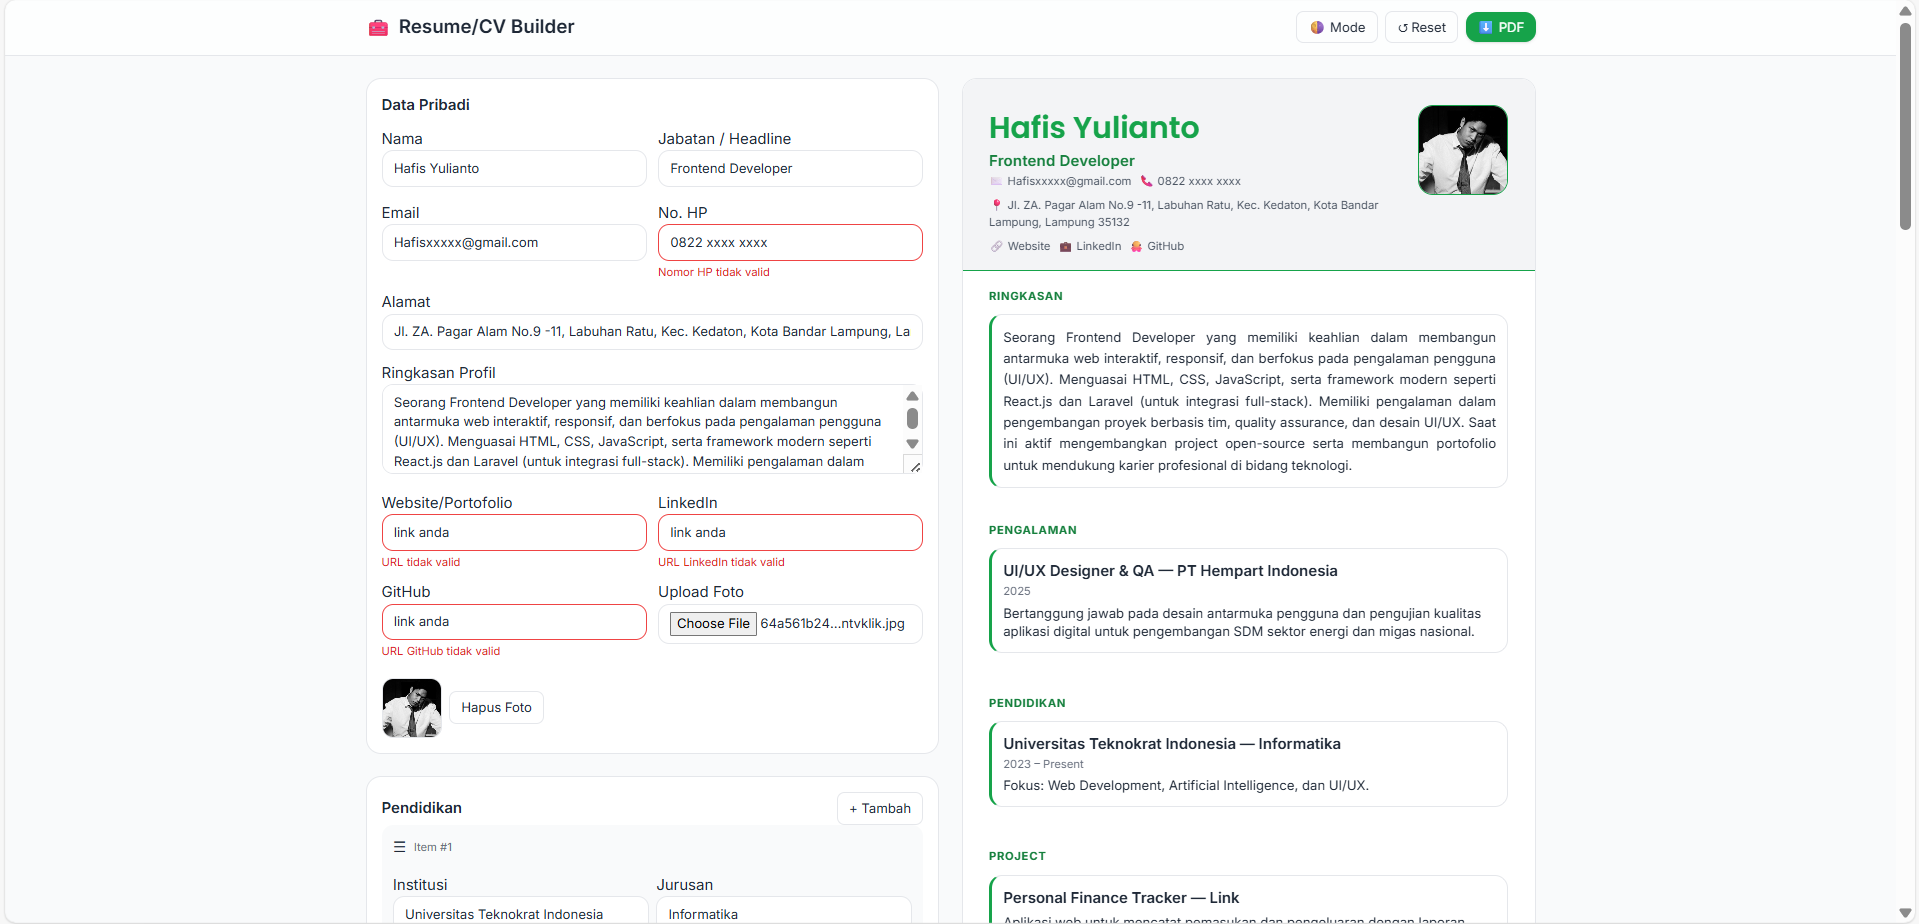 Resume/CV Builder
Mode
Reset
PDF
Data Pribadi
Nama
Jabatan / Headline
Hafis Yulianto
Frontend Developer
Email
No. HP
Hafisxxxxx@gmail.com
0822 xxxx xxxx
Nomor HP tidak valid
Alamat
Jl. ZA. Pagar Alam No.9 -11, Labuhan Ratu, Kec. Kedaton, Kota Bandar Lampung, La
Ringkasan Profil
Seorang Frontend Developer yang memiliki keahlian dalam membangun
antarmuka web interaktif, responsif, dan berfokus pada pengalaman pengguna
(UI/UX). Menguasai HTML, CSS, JavaScript, serta framework modern seperti
React.js dan Laravel (untuk integrasi full-stack). Memiliki pengalaman dalam
Website/Portofolio
LinkedIn
link anda
link anda
URL tidak valid
URL LinkedIn tidak valid
GitHub
Upload Foto
link anda
Choose File 64a561b24...ntvklik.jpg
URL GitHub tidak valid
Hapus Foto
Pendidikan
+ Tambah
Item #1
Institusi
Jurusan
Universitas Teknokrat Indonesia
Informatika
Hafis Yulianto
Frontend Developer
Hafisxxxxx@gmail.com 0822 xxxx xxxx
Jl. ZA. Pagar Alam No.9 -11, Labuhan Ratu, Kec. Kedaton, Kota Bandar
Lampung, Lampung 35132
Website LinkedIn GitHub
RINGKASAN
Seorang Frontend Developer yang memiliki keahlian dalam membangun
antarmuka web interaktif, responsif, dan berfokus pada pengalaman pengguna
(UI/UX). Menguasai HTML, CSS, JavaScript, serta framework modern seperti
React.js dan Laravel (untuk integrasi full-stack). Memiliki pengalaman dalam
pengembangan proyek berbasis tim, quality assurance, dan desain UI/UX. Saat
ini aktif mengembangkan project open-source serta membangun portofolio
untuk mendukung karier profesional di bidang teknologi.
PENGALAMAN
UI/UX Designer & QA — PT Hempart Indonesia
2025
Bertanggung jawab pada desain antarmuka pengguna dan pengujian kualitas
aplikasi digital untuk pengembangan SDM sektor energi dan migas nasional.
PENDIDIKAN
Universitas Teknokrat Indonesia — Informatika
2023 – Present
Fokus: Web Development, Artificial Intelligence, dan UI/UX.
PROJECT
Personal Finance Tracker — Link
Aplikasi web untuk mencatat pemasukan dan pengeluaran dengan laporan